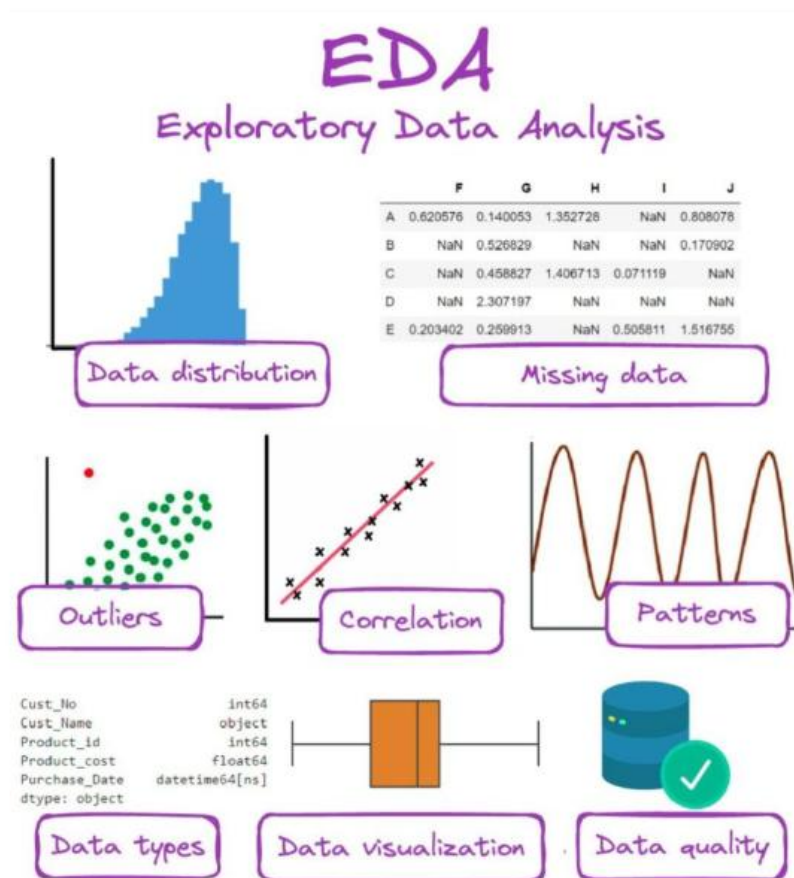 EDA
Exploratory Data Analysis
F G H I J
A 0.620576 0.140053 1.352728 NaN 0.808078
B NaN 0.526829 NaN NaN 0.170902
C NaN 0.458827 1.406713 0.071119 NaN
D NaN 2.307197 NaN NaN NaN
E 0.203402 0.259913 NaN 0.505811 1.516755
Data distribution
Missing data
Outliers
Correlation
Patterns
Cust_No int64
Cust_Name object
Product_id int64
Product_cost float64
Purchase_Date datetime64[ns]
dtype: object
Data types
Data visualization
Data quality